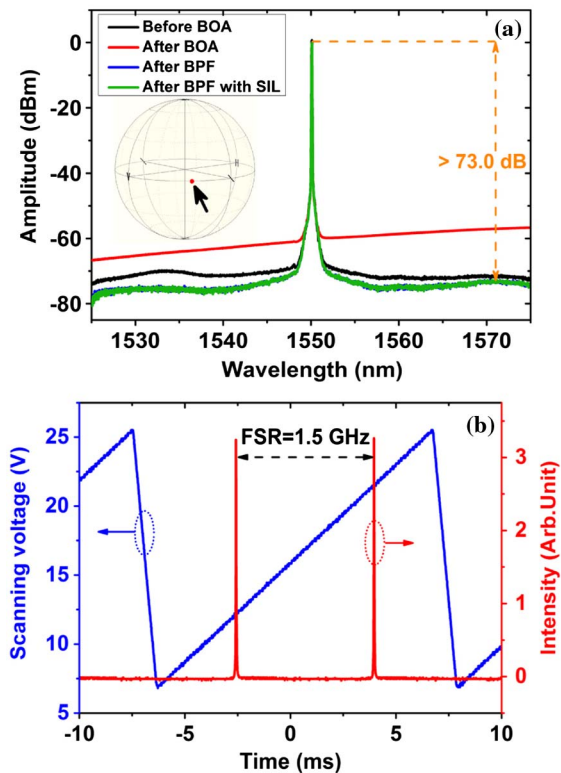 (a)
Before BOA
After BOA
After BPF
After BPF with SIL
H
V
> 73.0 dB
Amplitude (dBm)
0
-20
-40
-60
-80
1530 1540 1550 1560 1570
Wavelength (nm)
(b)
FSR=1.5 GHz
Scanning voltage (V)
25
20
15
10
5
Intensity (Arb.Unit)
3
2
1
0
-10 -5 0 5 10
Time (ms)